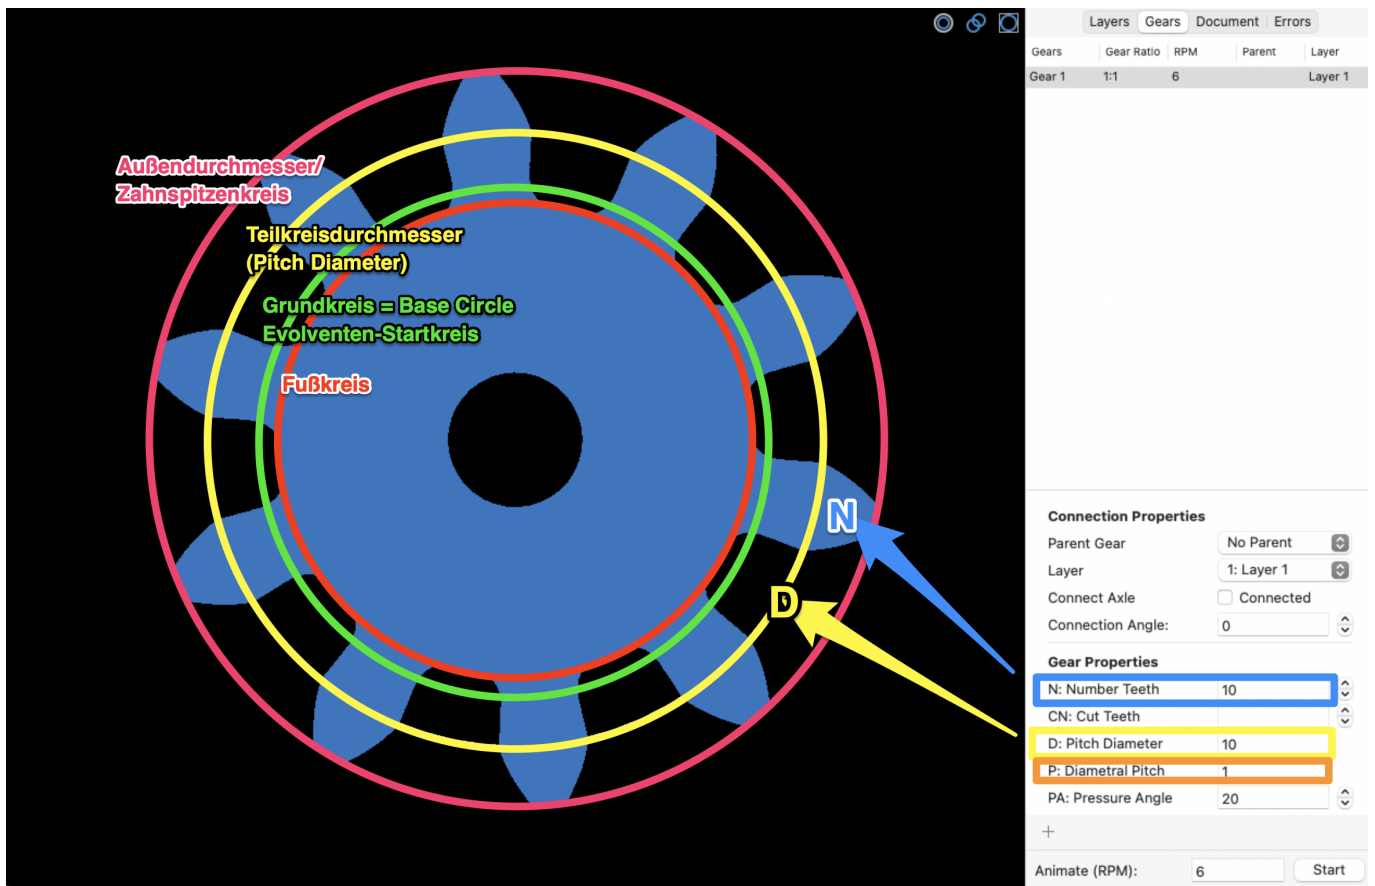 Layers Gears Document Errors
Gears Gear Ratio RPM Parent Layer
Gear 1 1:1 6 Layer 1
Außendurchmesser/
Zahnspitzenkreis
Teilkreisdurchmesser
(Pitch Diameter)
Grundkreis = Base Circle
Evolventen-Startkreis
Fußkreis
N
D
Connection Properties
Parent Gear No Parent
Layer 1: Layer 1
Connect Axle Connected
Connection Angle: 0
Gear Properties
N: Number Teeth 10
CN: Cut Teeth
D: Pitch Diameter 10
P: Diametral Pitch 1
PA: Pressure Angle 20
+
Animate (RPM): 6 Start